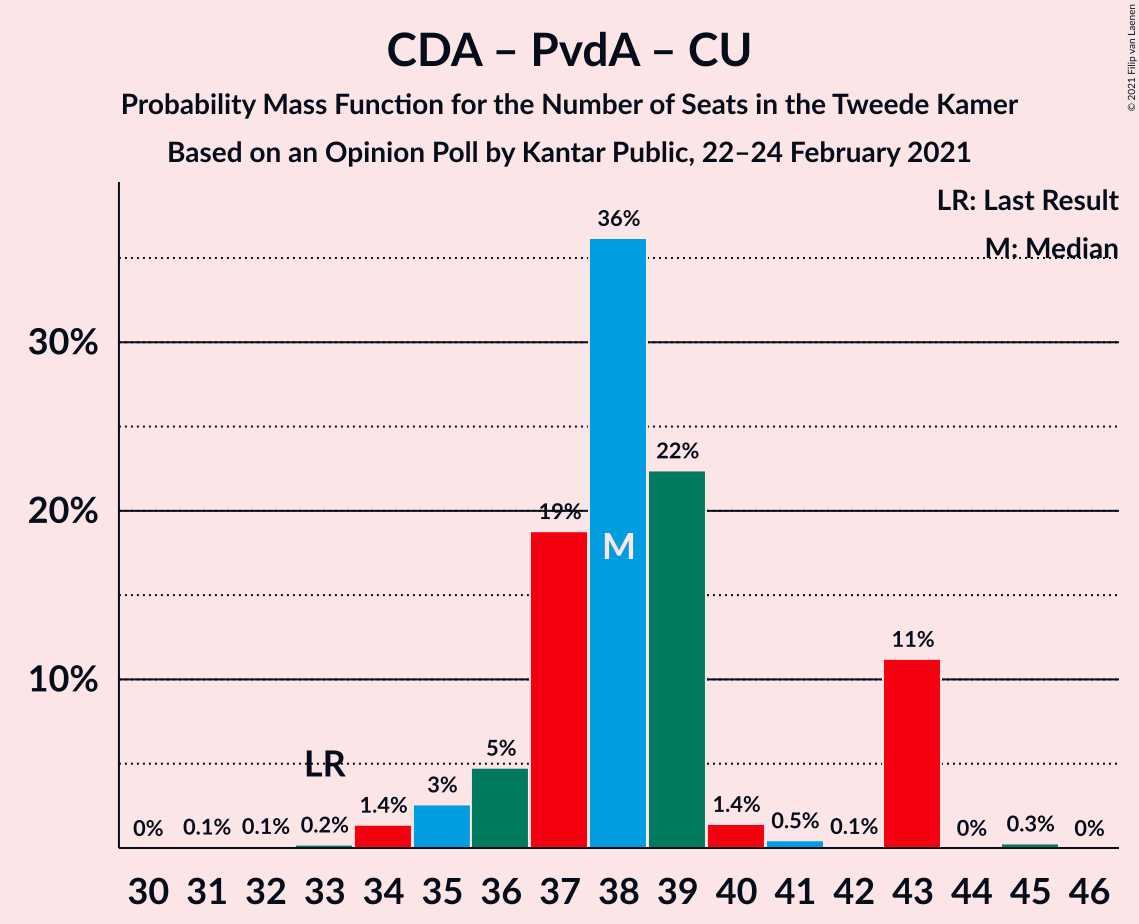 CDA – PvdA – CU
Probability Mass Function for the Number of Seats in the Tweede Kamer
Based on an Opinion Poll by Kantar Public, 22–24 February 2021
© 2021 Filip van Laenen
LR: Last Result
M: Median
30%
20%
10%
36%
22%
19%
M
11%
LR
5%
3%
1.4%
1.4%
0.5%
0% 0.1% 0.1% 0.2% 0.1% 0% 0.3% 0%
30 31 32 33 34 35 36 37 38 39 40 41 42 43 44 45 46